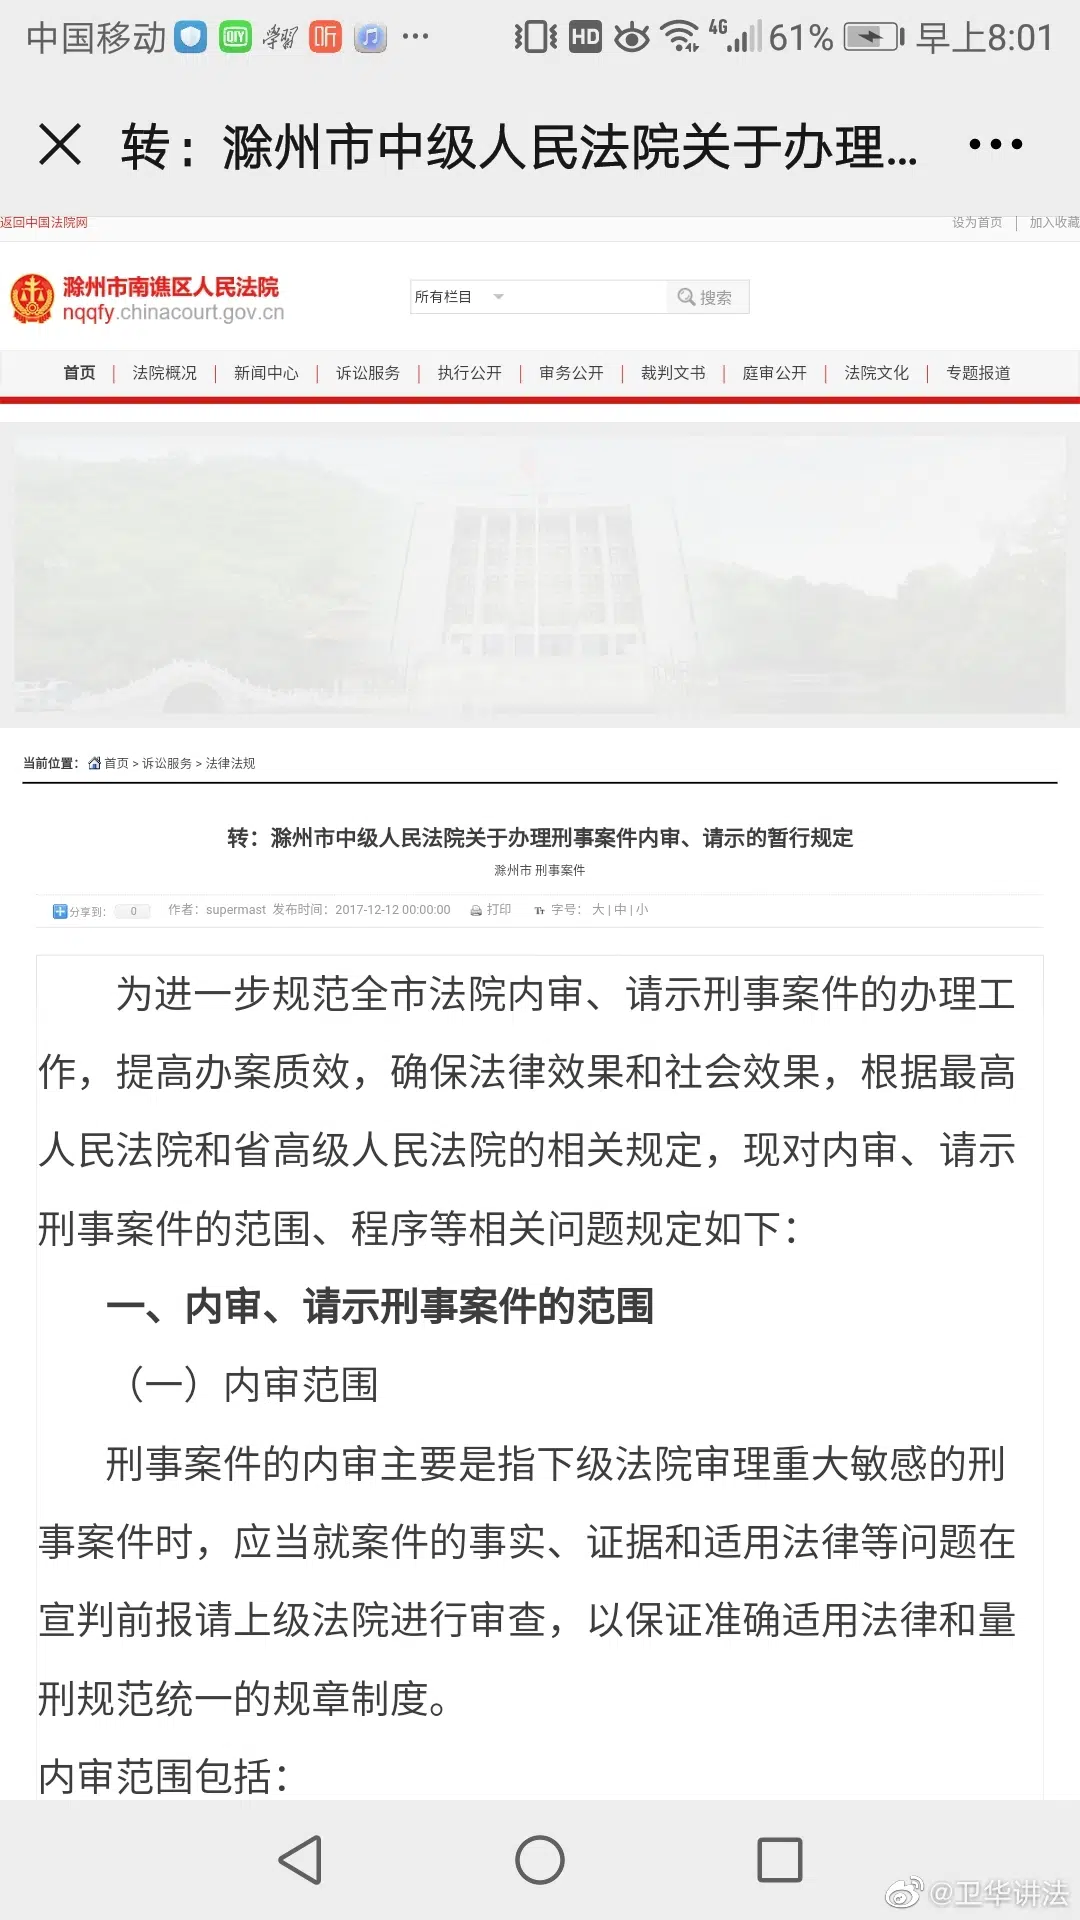 中国移动 QIY 学習 听 ··· HD 4G 61% 早上8:01
转：滁州市中级人民法院关于办理... ···
返回中国法院网 设为首页 | 加入收藏
滁州市南谯区人民法院
nqqfy.chinacourt.gov.cn
所有栏目 搜索
首页 | 法院概况 | 新闻中心 | 诉讼服务 | 执行公开 | 审务公开 | 裁判文书 | 庭审公开 | 法院文化 | 专题报道
当前位置： 首页 > 诉讼服务 > 法律法规
转：滁州市中级人民法院关于办理刑事案件内审、请示的暂行规定
滁州市 刑事案件
分享到： 0 作者：supermast 发布时间：2017-12-12 00:00:00 打印 Tr 字号： 大 | 中 | 小
为进一步规范全市法院内审、请示刑事案件的办理工
作，提高办案质效，确保法律效果和社会效果，根据最高
人民法院和省高级人民法院的相关规定，现对内审、请示
刑事案件的范围、程序等相关问题规定如下：
一、内审、请示刑事案件的范围
（一）内审范围
刑事案件的内审主要是指下级法院审理重大敏感的刑
事案件时，应当就案件的事实、证据和适用法律等问题在
宣判前报请上级法院进行审查，以保证准确适用法律和量
刑规范统一的规章制度。
内审范围包括：
@卫华讲法